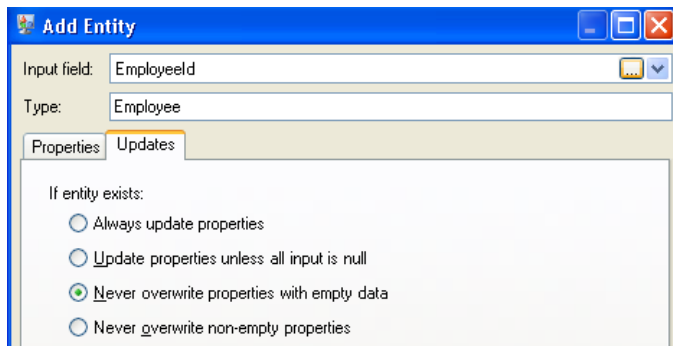 Add Entity
Input field: EmployeeId ...
Type: Employee
Properties Updates
If entity exists:
Always update properties
Update properties unless all input is null
Never overwrite properties with empty data
Never overwrite non-empty properties